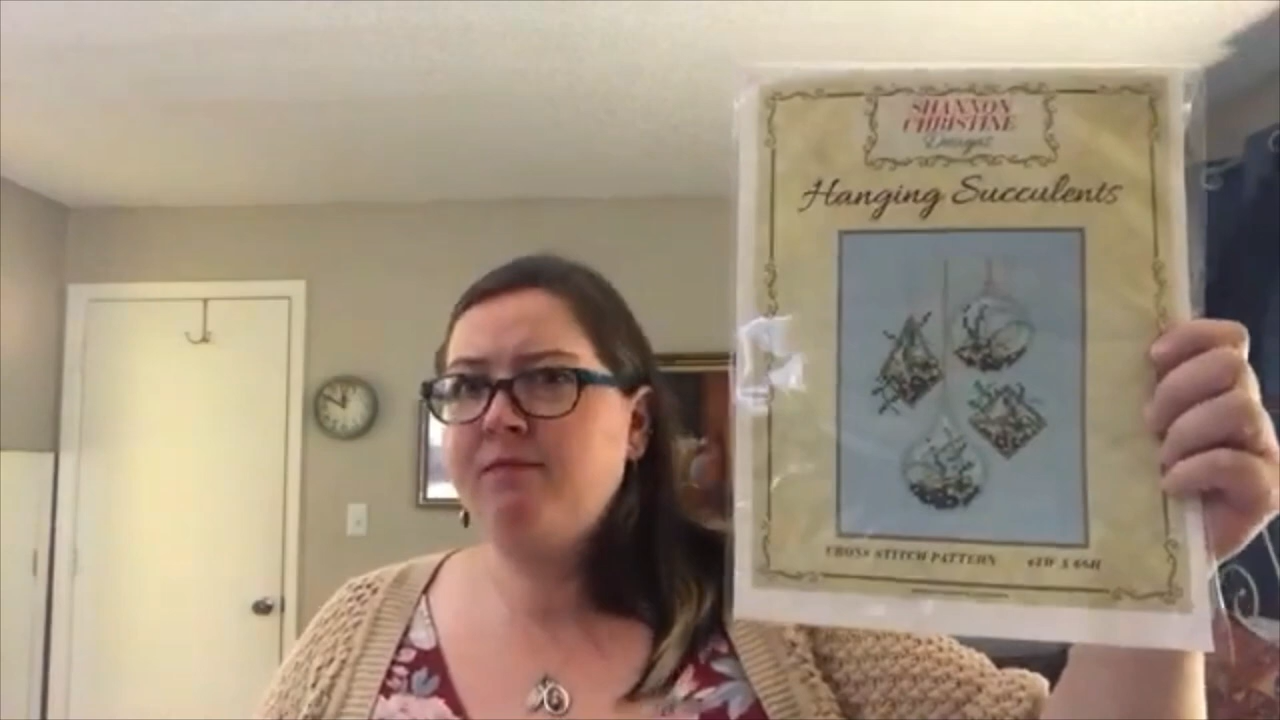 SHANNON
CHRISTINE
Designs
Hanging Succulents
CROSS STITCH PATTERN